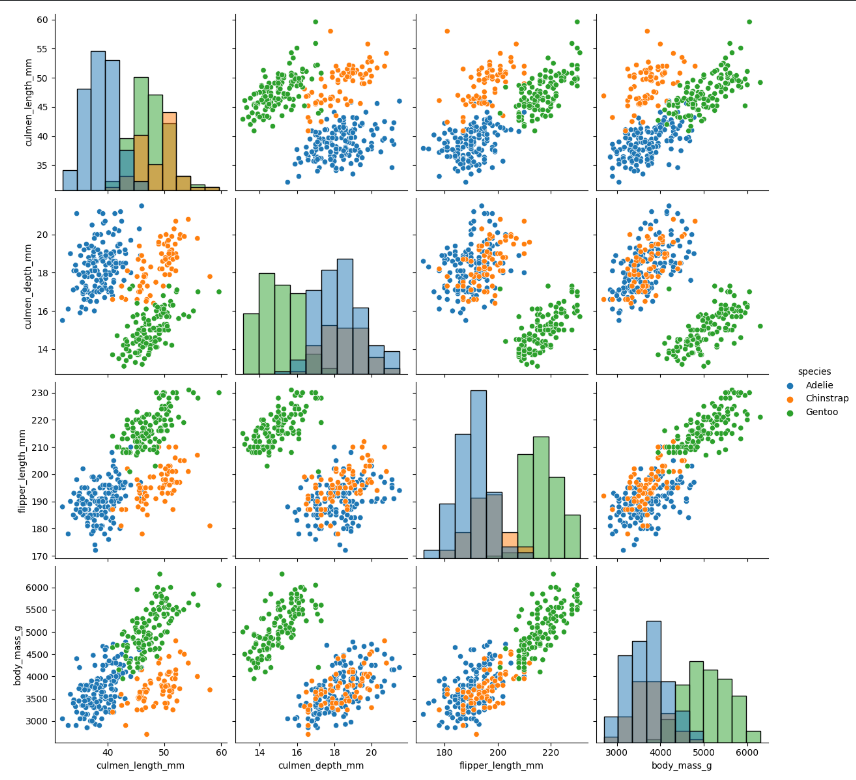 60
55
50
45
40
35
culmen_length_mm
20
18
16
14
culmen_depth_mm
species
Adelie
Chinstrap
Gentoo
230
220
210
200
190
180
170
flipper_length_mm
6000
5500
5000
4500
4000
3500
3000
body_mass_g
40 50 60
14 16 18 20
180 200 220
3000 4000 5000 6000
culmen_length_mm culmen_depth_mm flipper_length_mm body_mass_g